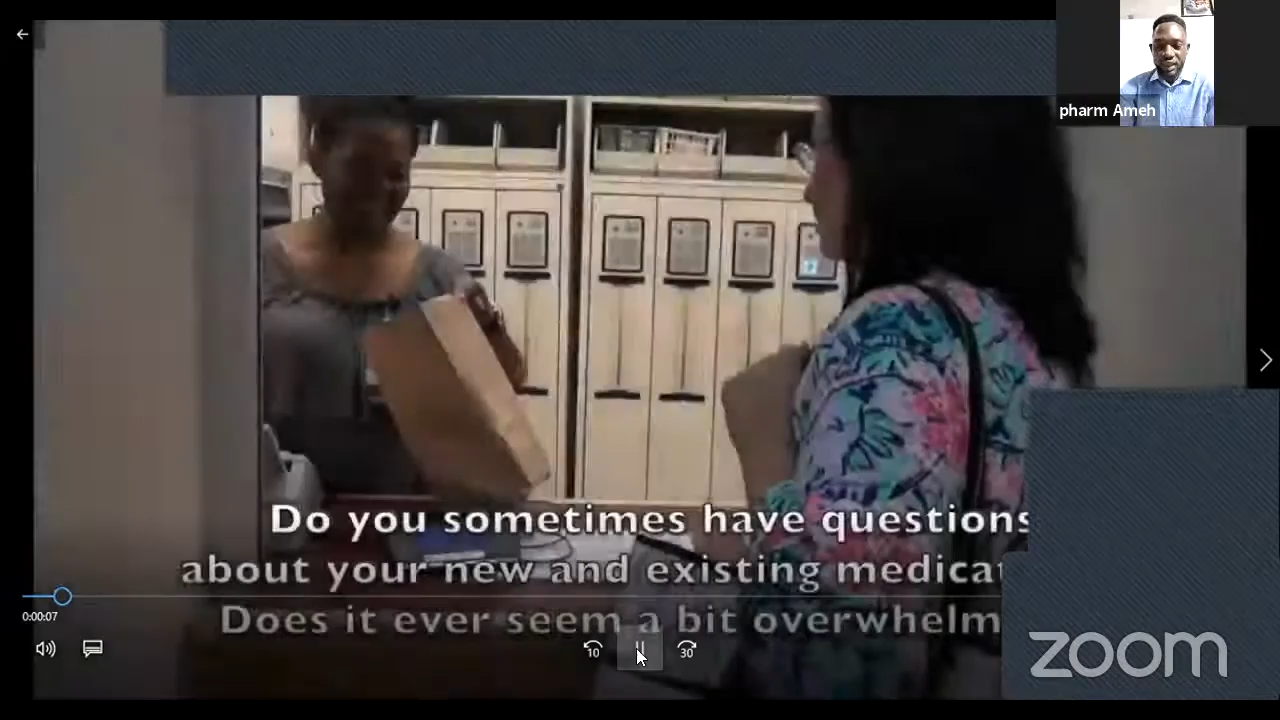 pharm Ameh
Do you sometimes have questions
about your new and existing medicat
Does it ever seem a bit overwhelm
0:00:07
10
30
zoom